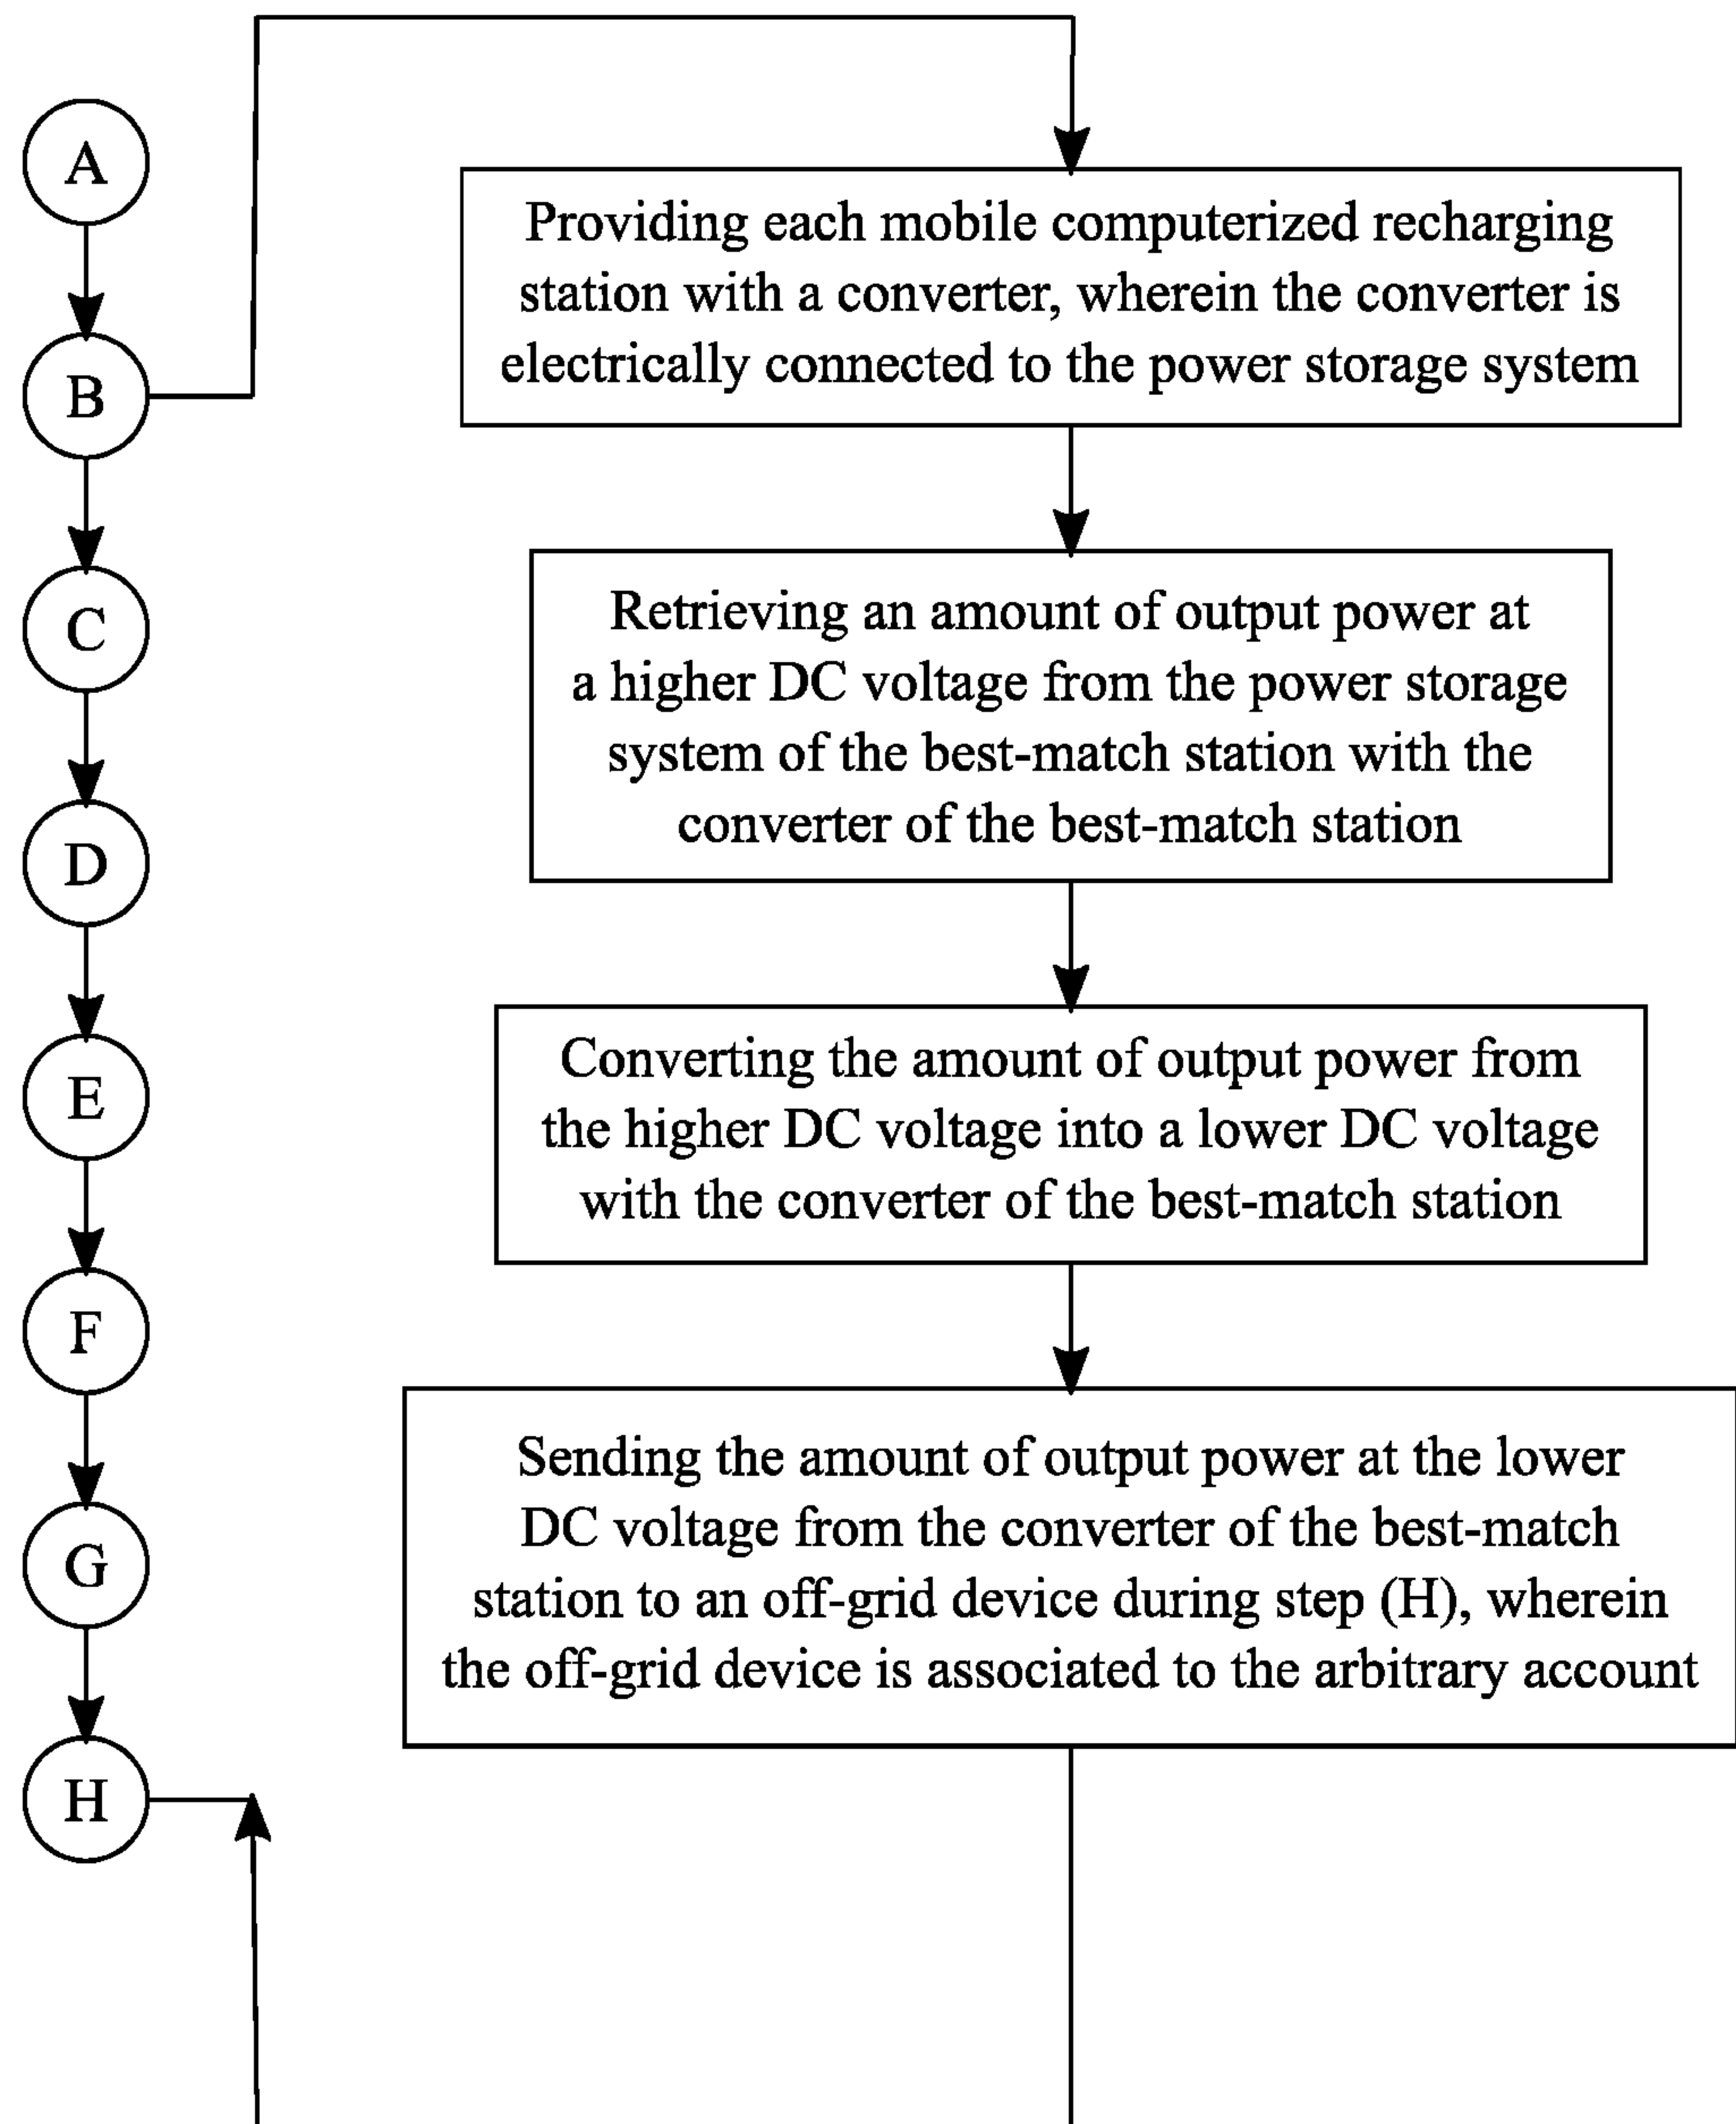 A
B
C
D
E
F
G
H
Providing each mobile computerized recharging
station with a converter, wherein the converter is
electrically connected to the power storage system
Retrieving an amount of output power at
a higher DC voltage from the power storage
system of the best-match station with the
converter of the best-match station
Converting the amount of output power from
the higher DC voltage into a lower DC voltage
with the converter of the best-match station
Sending the amount of output power at the lower
DC voltage from the converter of the best-match
station to an off-grid device during step (H), wherein
the off-grid device is associated to the arbitrary account